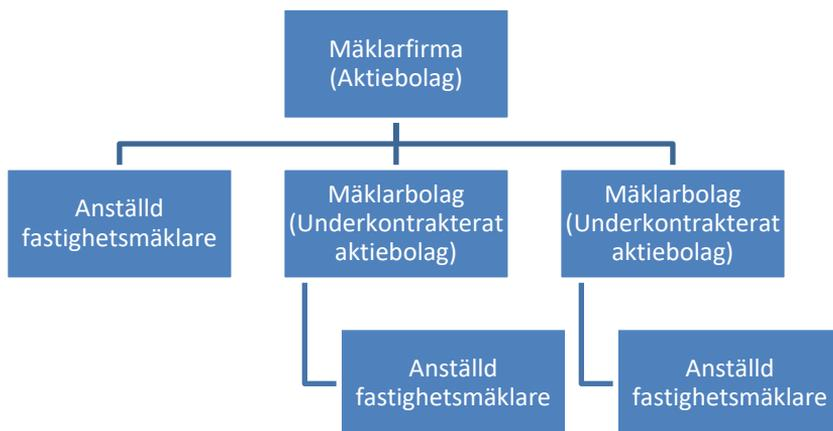 Mäklarfirma
(Aktiebolag)
Anställd
fastighetsmäklare
Mäklarbolag
(Underkontrakterat
aktiebolag)
Mäklarbolag
(Underkontrakterat
aktiebolag)
Anställd
fastighetsmäklare
Anställd
fastighetsmäklare